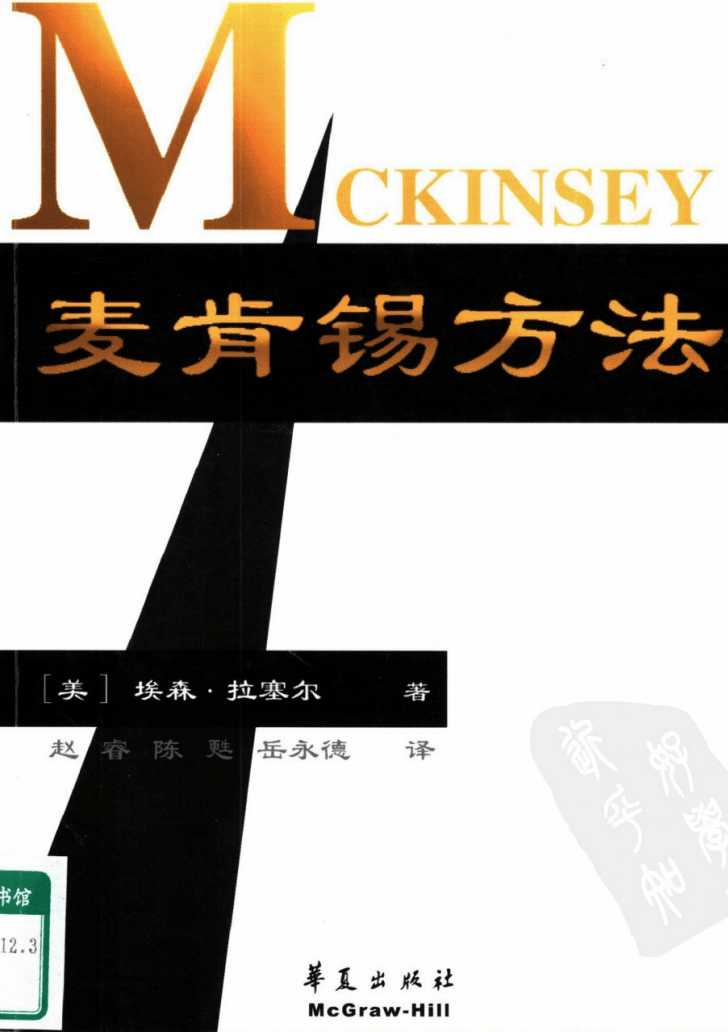 MCKINSEY
麦肯锡方法
[美] 埃森·拉塞尔 著
赵睿 陈甦 岳永德 译
书馆
12.3
華夏出版社
McGraw-Hill